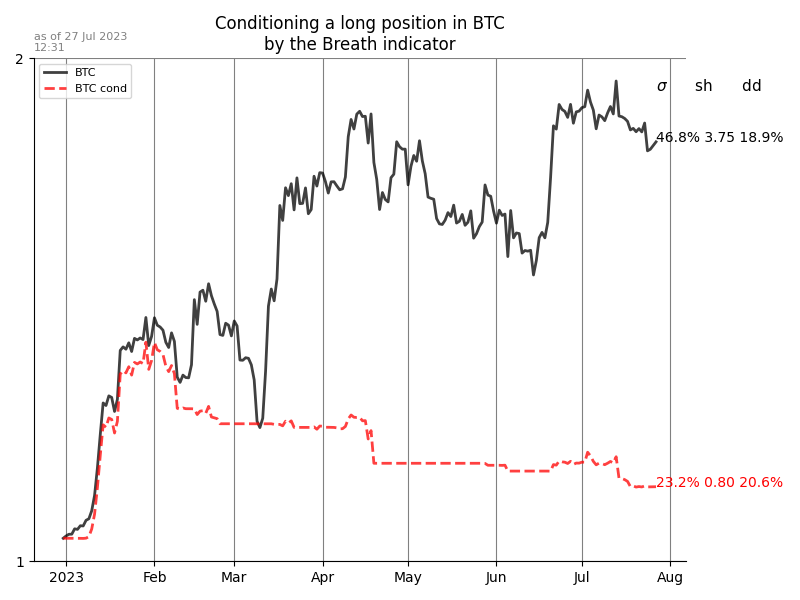 Conditioning a long position in BTC
by the Breath indicator
as of 27 Jul 2023
12:31
2
BTC
BTC cond
σ sh dd
46.8% 3.75 18.9%
23.2% 0.80 20.6%
1
2023 Feb Mar Apr May Jun Jul Aug